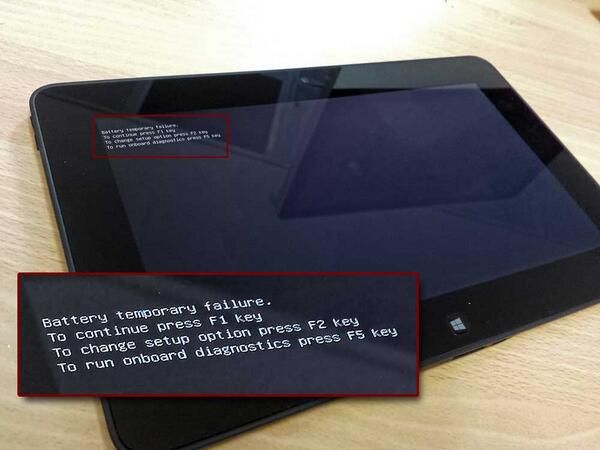 Battery temporary failure.
To continue press F1 key
To change setup option press F2 key
To run onboard diagnostics press F5 key
Battery temporary failure.
To continue press F1 key
To change setup option press F2 key
To run onboard diagnostics press F5 key